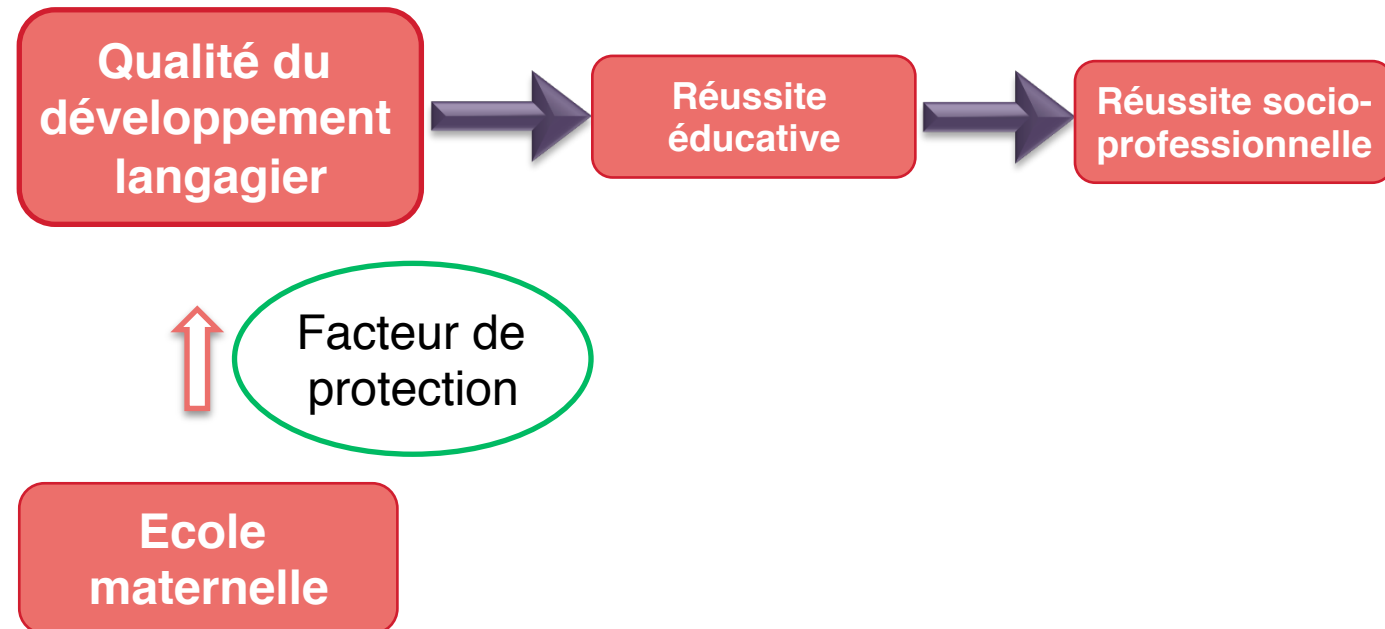 Qualité du
développement
langagier
Réussite
éducative
Réussite socio-
professionnelle
Facteur de
protection
Ecole
maternelle